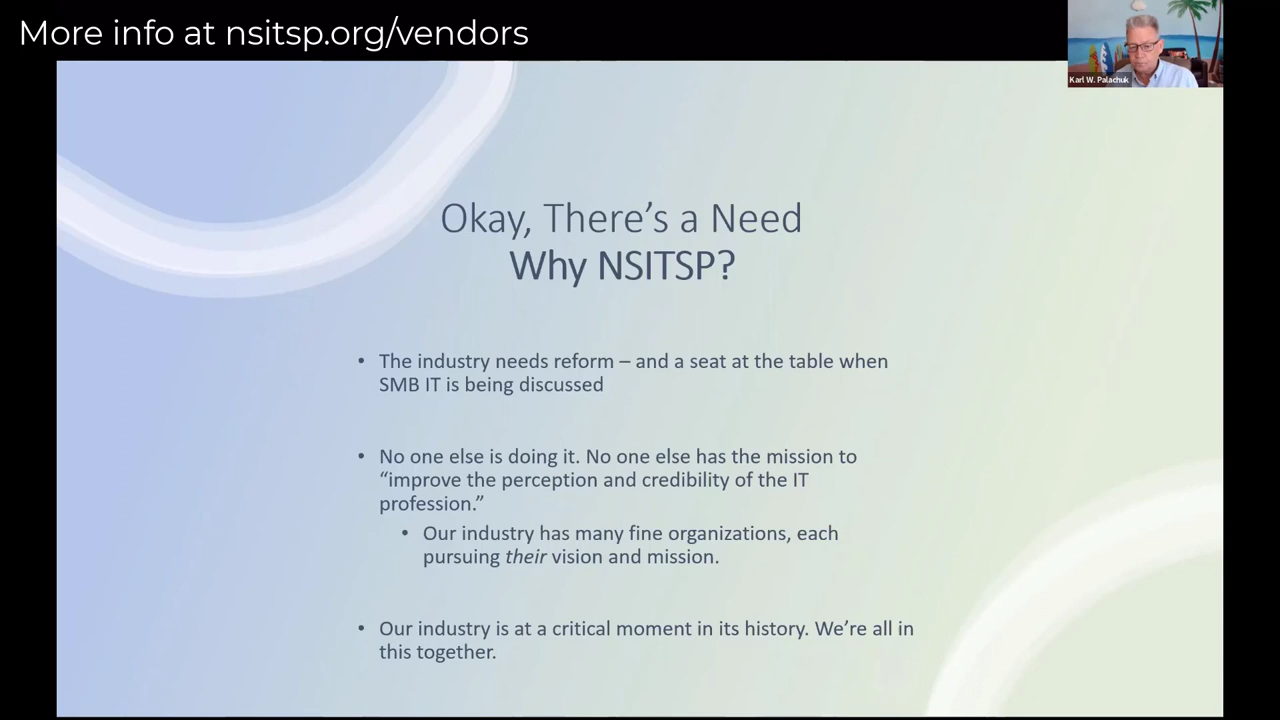 More info at nsitsp.org/vendors
Karl W. Palachuk
Okay, There’s a Need
Why NSITSP?
• The industry needs reform – and a seat at the table when
SMB IT is being discussed
• No one else is doing it. No one else has the mission to
“improve the perception and credibility of the IT
profession.”
• Our industry has many fine organizations, each
pursuing their vision and mission.
• Our industry is at a critical moment in its history. We’re all in
this together.